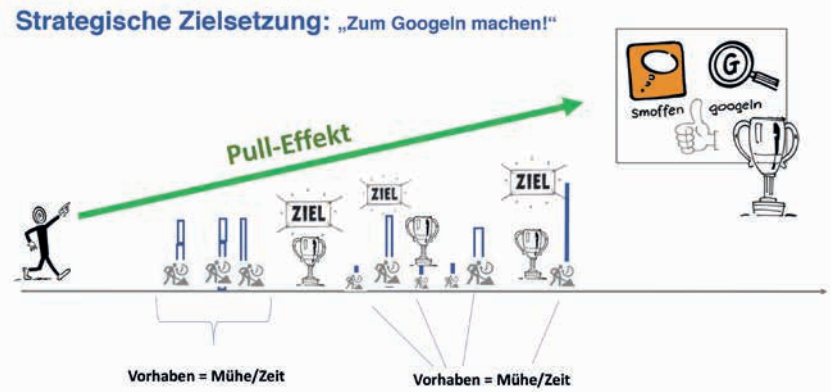 Strategische Zielsetzung: „Zum Googeln machen!“
G
smoffen googeln
Pull-Effekt
ZIEL
ZIEL
ZIEL
Vorhaben = Mühe/Zeit
Vorhaben = Mühe/Zeit